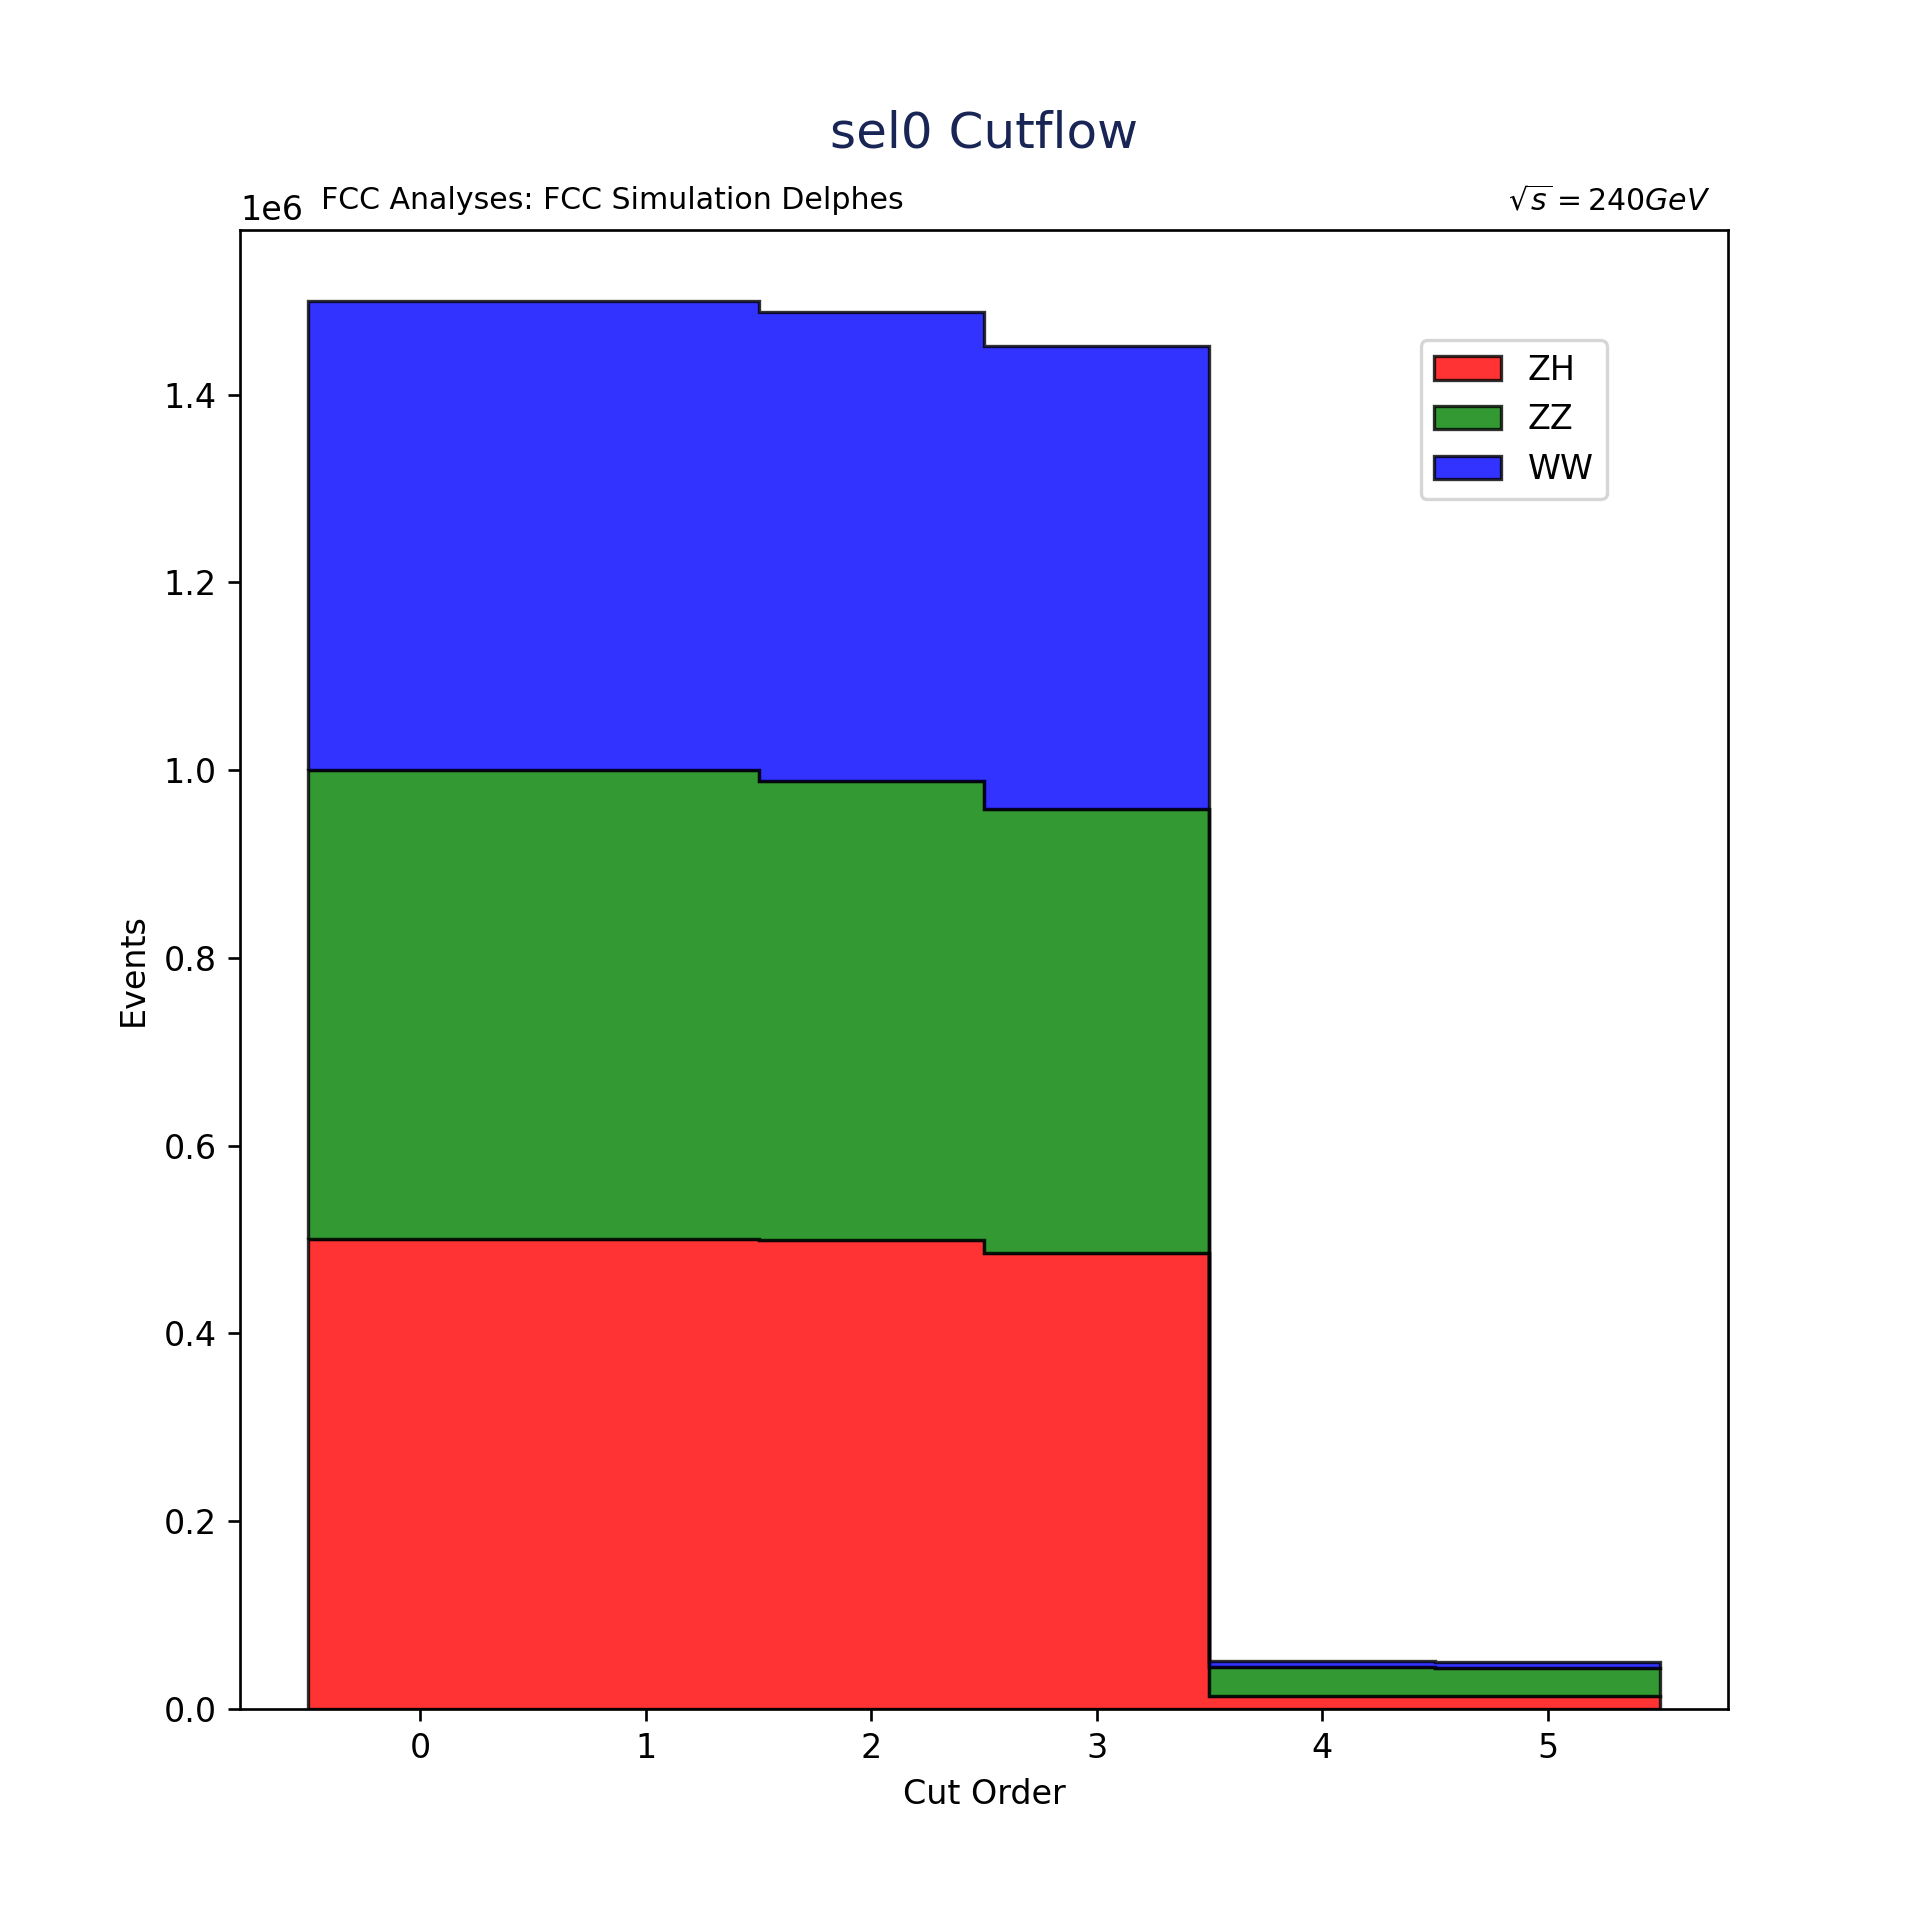 sel0 Cutflow
1e6 FCC Analyses: FCC Simulation Delphes √s = 240GeV
ZH
ZZ
WW
1.4
1.2
1.0
0.8
0.6
0.4
0.2
0.0
Events
0 1 2 3 4 5
Cut Order